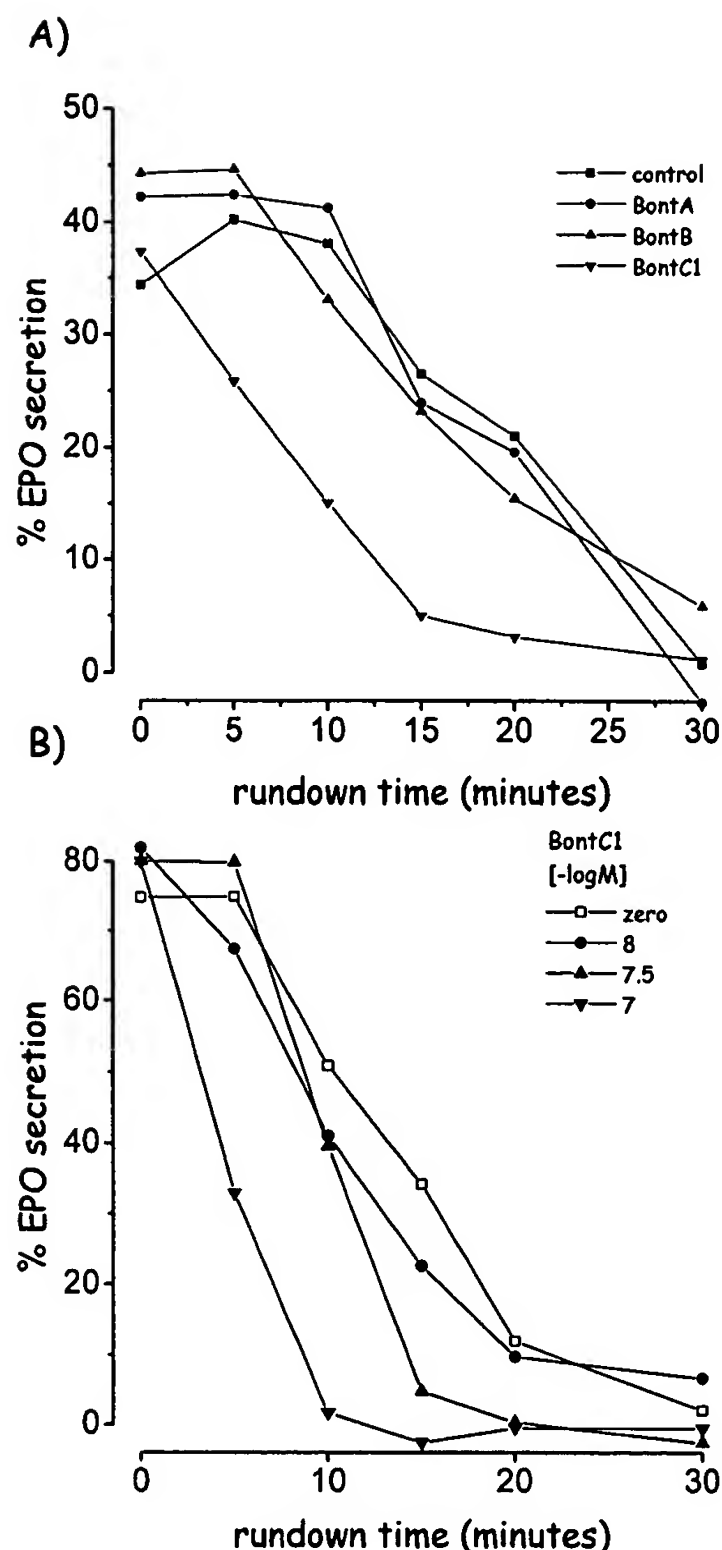 A)
50
40
30
20
10
0
% EPO secretion
control
BontA
BontB
BontC1
0 5 10 15 20 25 30
rundown time (minutes)
B)
80
60
40
20
0
% EPO secretion
BontC1
[-logM]
zero
8
7.5
7
0 10 20 30
rundown time (minutes)